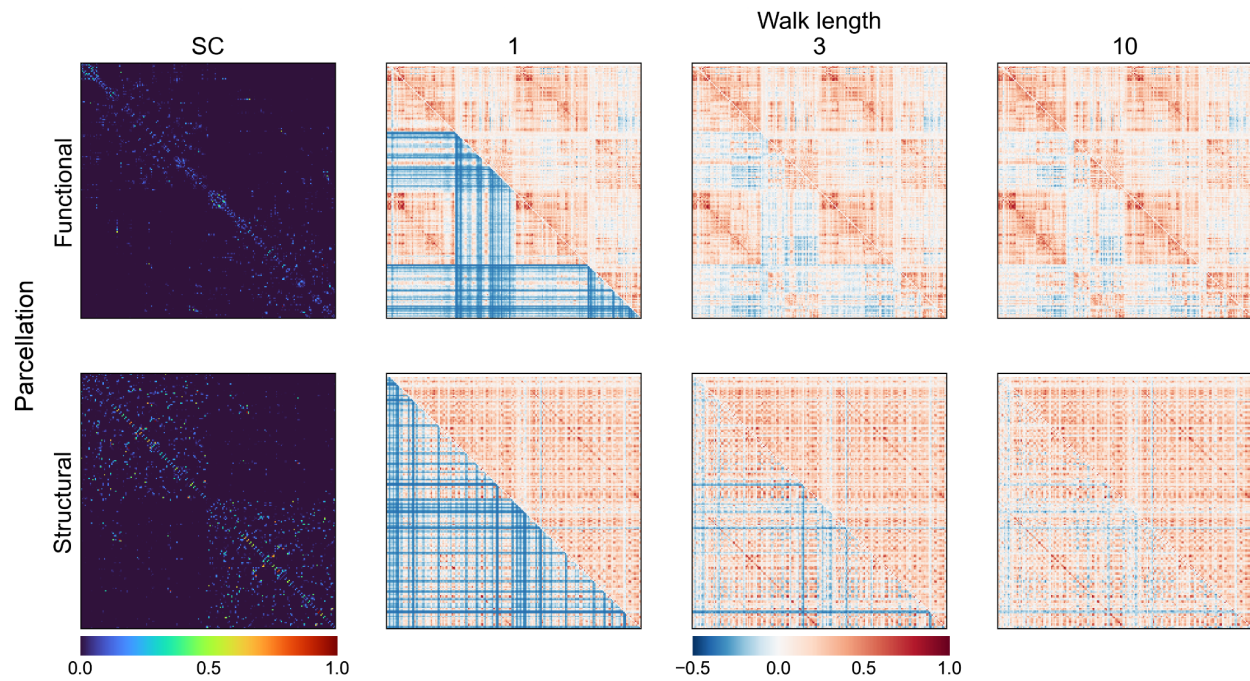 Walk length
SC
1
3
10
Parcellation
Functional
Structural
0.0
0.5
1.0
−0.5
0.0
0.5
1.0